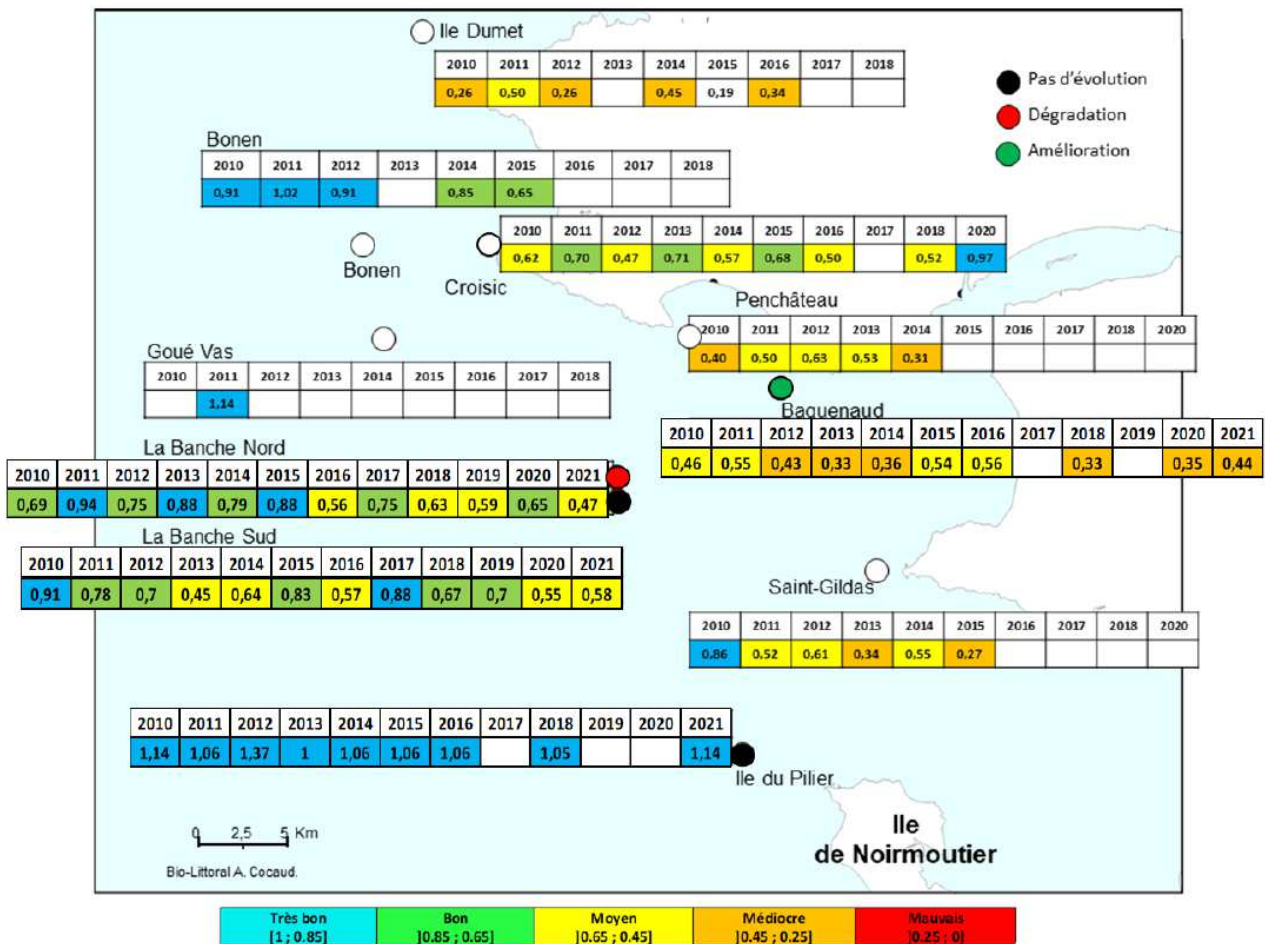 Ile Dumet
2010 2011 2012 2013 2014 2015 2016 2017 2018
0,26 0,50 0,26 0,45 0,19 0,34
Pas d'évolution
Dégradation
Amélioration
Bonen
2010 2011 2012 2013 2014 2015 2016 2017 2018
0,91 1,02 0,91 0,85 0,65
Bonen
Croisic
2010 2011 2012 2013 2014 2015 2016 2017 2018 2020
0,62 0,70 0,47 0,71 0,57 0,68 0,50 0,52 0,97
Penchâteau
2010 2011 2012 2013 2014 2015 2016 2017 2018 2020
0,40 0,50 0,63 0,53 0,31
Goué Vas
2010 2011 2012 2013 2014 2015 2016 2017 2018
1,14
Baguenaud
2010 2011 2012 2013 2014 2015 2016 2017 2018 2019 2020 2021
0,46 0,55 0,43 0,33 0,36 0,54 0,56 0,33 0,35 0,44
La Banche Nord
2010 2011 2012 2013 2014 2015 2016 2017 2018 2019 2020 2021
0,69 0,94 0,75 0,88 0,79 0,88 0,56 0,75 0,63 0,59 0,65 0,47
La Banche Sud
2010 2011 2012 2013 2014 2015 2016 2017 2018 2019 2020 2021
0,91 0,78 0,7 0,45 0,64 0,83 0,57 0,88 0,67 0,7 0,55 0,58
Saint-Gildas
2010 2011 2012 2013 2014 2015 2016 2017 2018 2020
0,86 0,52 0,61 0,34 0,55 0,27
2010 2011 2012 2013 2014 2015 2016 2017 2018 2019 2020 2021
1,14 1,06 1,37 1 1,06 1,06 1,06 1,05 1,14
Ile du Pilier
Ile
de Noirmoutier
0 2,5 5 Km
Bio-Littoral A. Cocaud.
Très bon Bon Moyen Médiocre Mauvais
[1 ; 0.85] ]0.85 ; 0.65] ]0.65 ; 0.45] ]0.45 ; 0.25] ]0.25 ; 0]